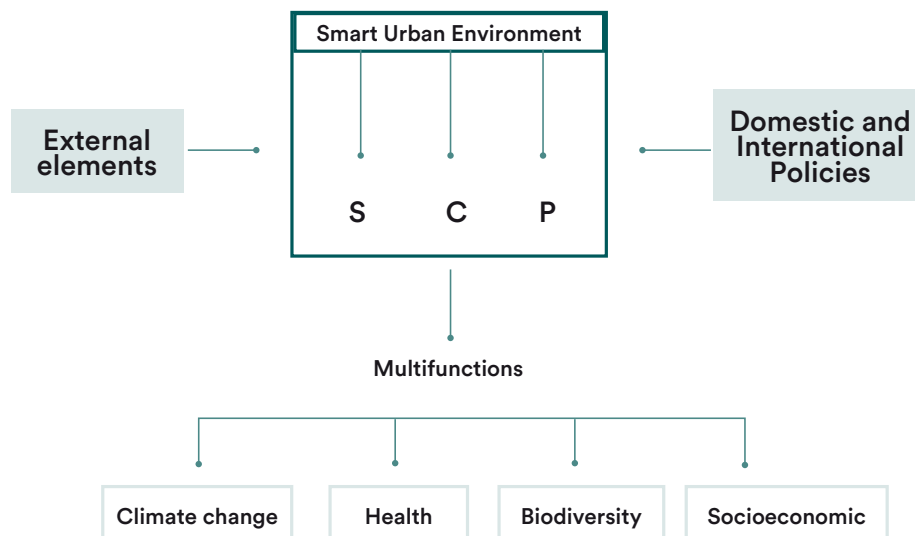 Smart Urban Environment
External
elements
Domestic and
International
Policies
S C P
Multifunctions
Climate change
Health
Biodiversity
Socioeconomic